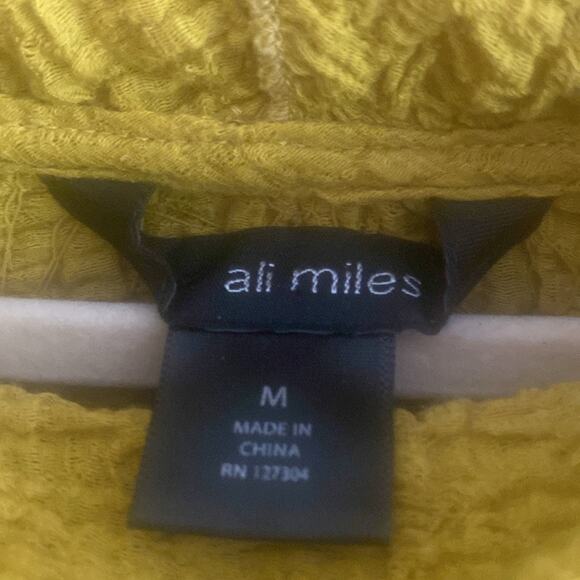 ali miles
M
MADE IN
CHINA
RN 127304